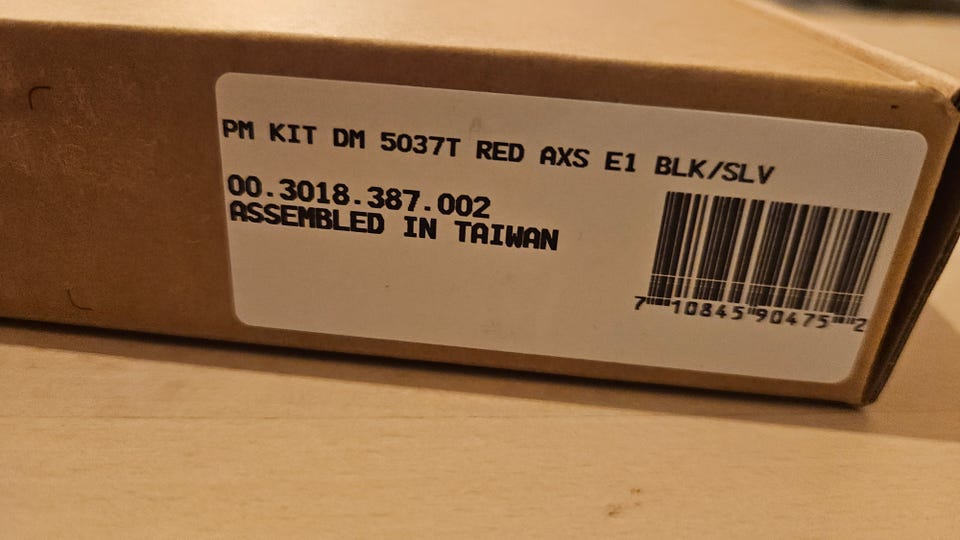 PM KIT DM 5037T RED AXS E1 BLK/SLV
00.3018.387.002
ASSEMBLED IN TAIWAN
7 10845 90475 2